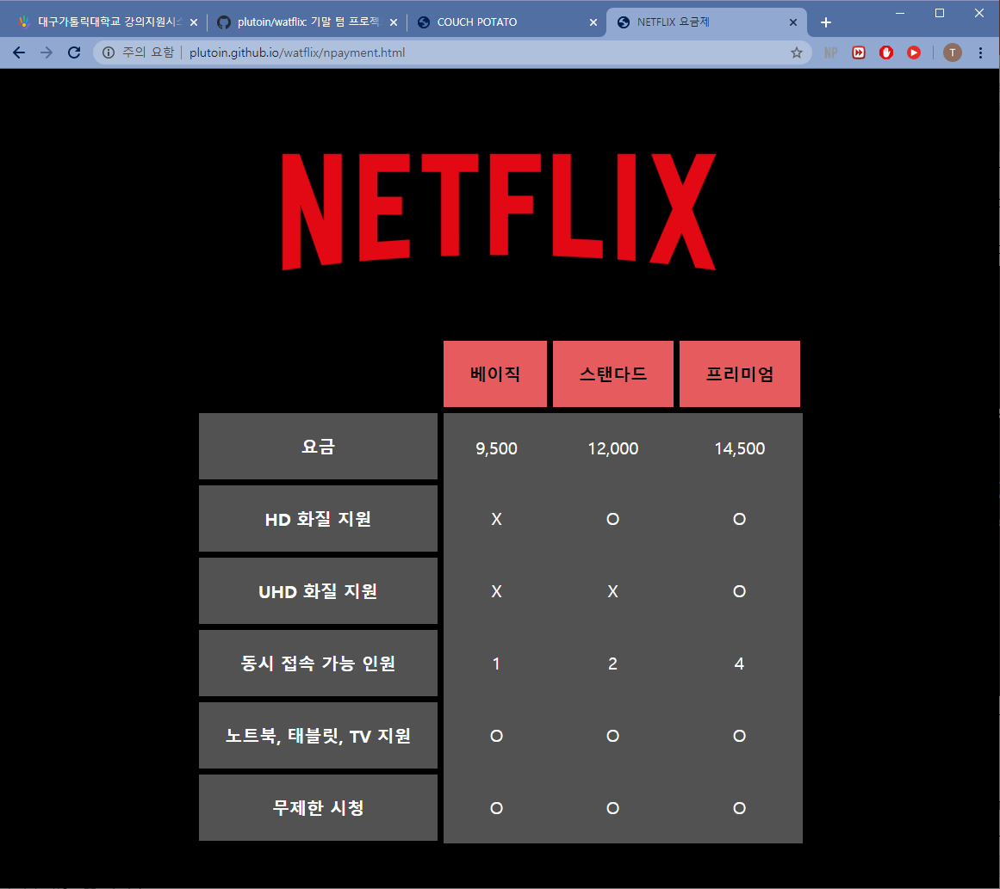 대구가톨릭대학교 강의지원시스
plutoin/watflix: 기말 텀 프로젝
COUCH POTATO
NETFLIX 요금제
주의 요함 | plutoin.github.io/watflix/npayment.html
NP
T
NETFLIX
베이직 스탠다드 프리미엄
요금 9,500 12,000 14,500
HD 화질 지원 X O O
UHD 화질 지원 X X O
동시 접속 가능 인원 1 2 4
노트북, 태블릿, TV 지원 O O O
무제한 시청 O O O